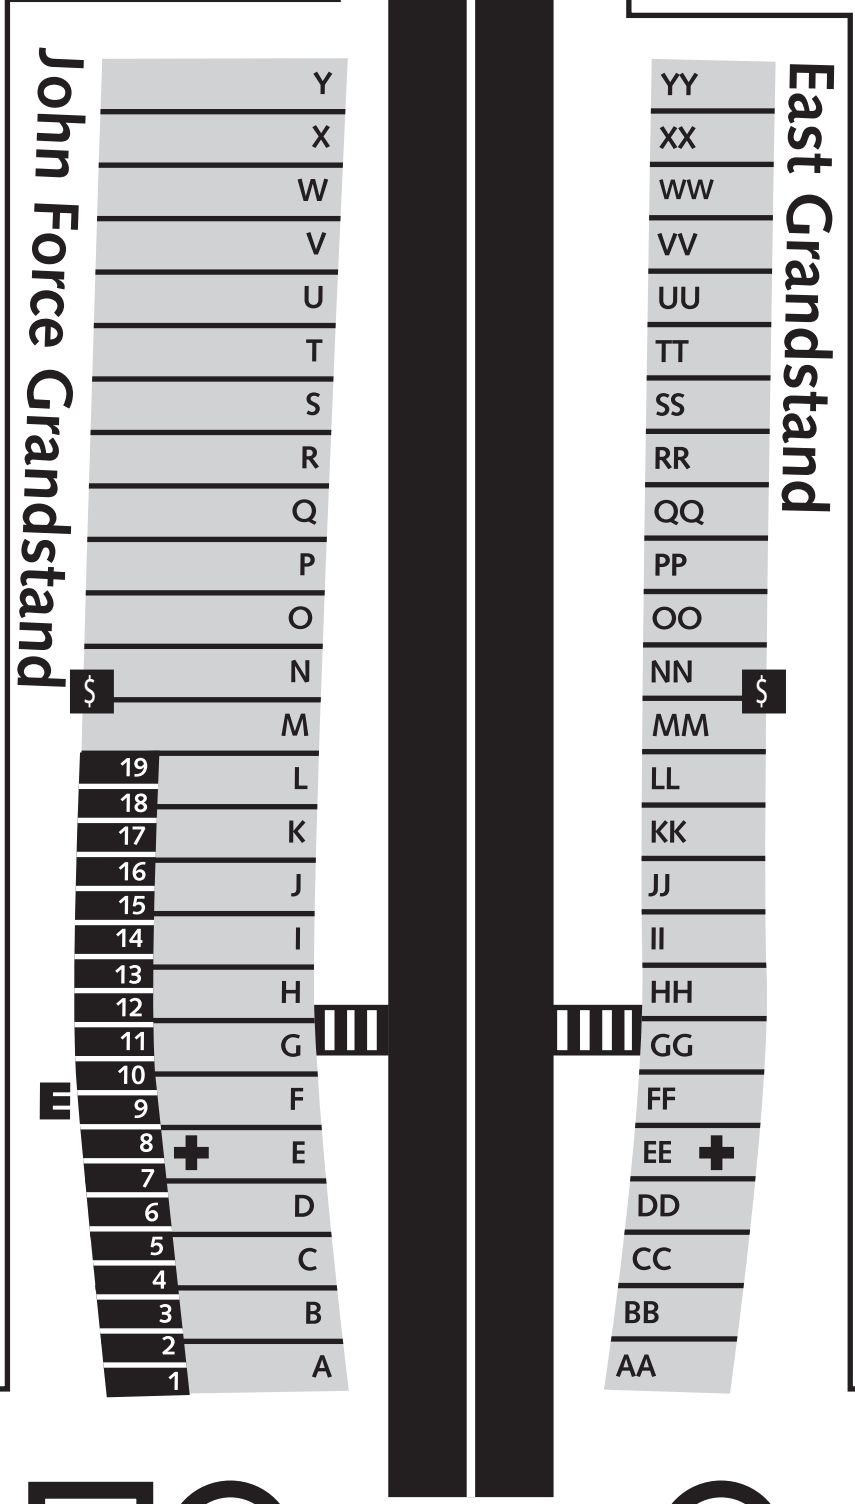 John Force Grandstand
Y
X
W
V
U
T
S
R
Q
P
O
N
$
M
L
K
J
I
H
G
F
E
D
C
B
A
19
18
17
16
15
14
13
12
11
10
9
8
7
6
5
4
3
2
1
E
East Grandstand
YY
XX
WW
VV
UU
TT
SS
RR
QQ
PP
OO
NN
$
MM
LL
KK
JJ
II
HH
GG
FF
EE
DD
CC
BB
AA